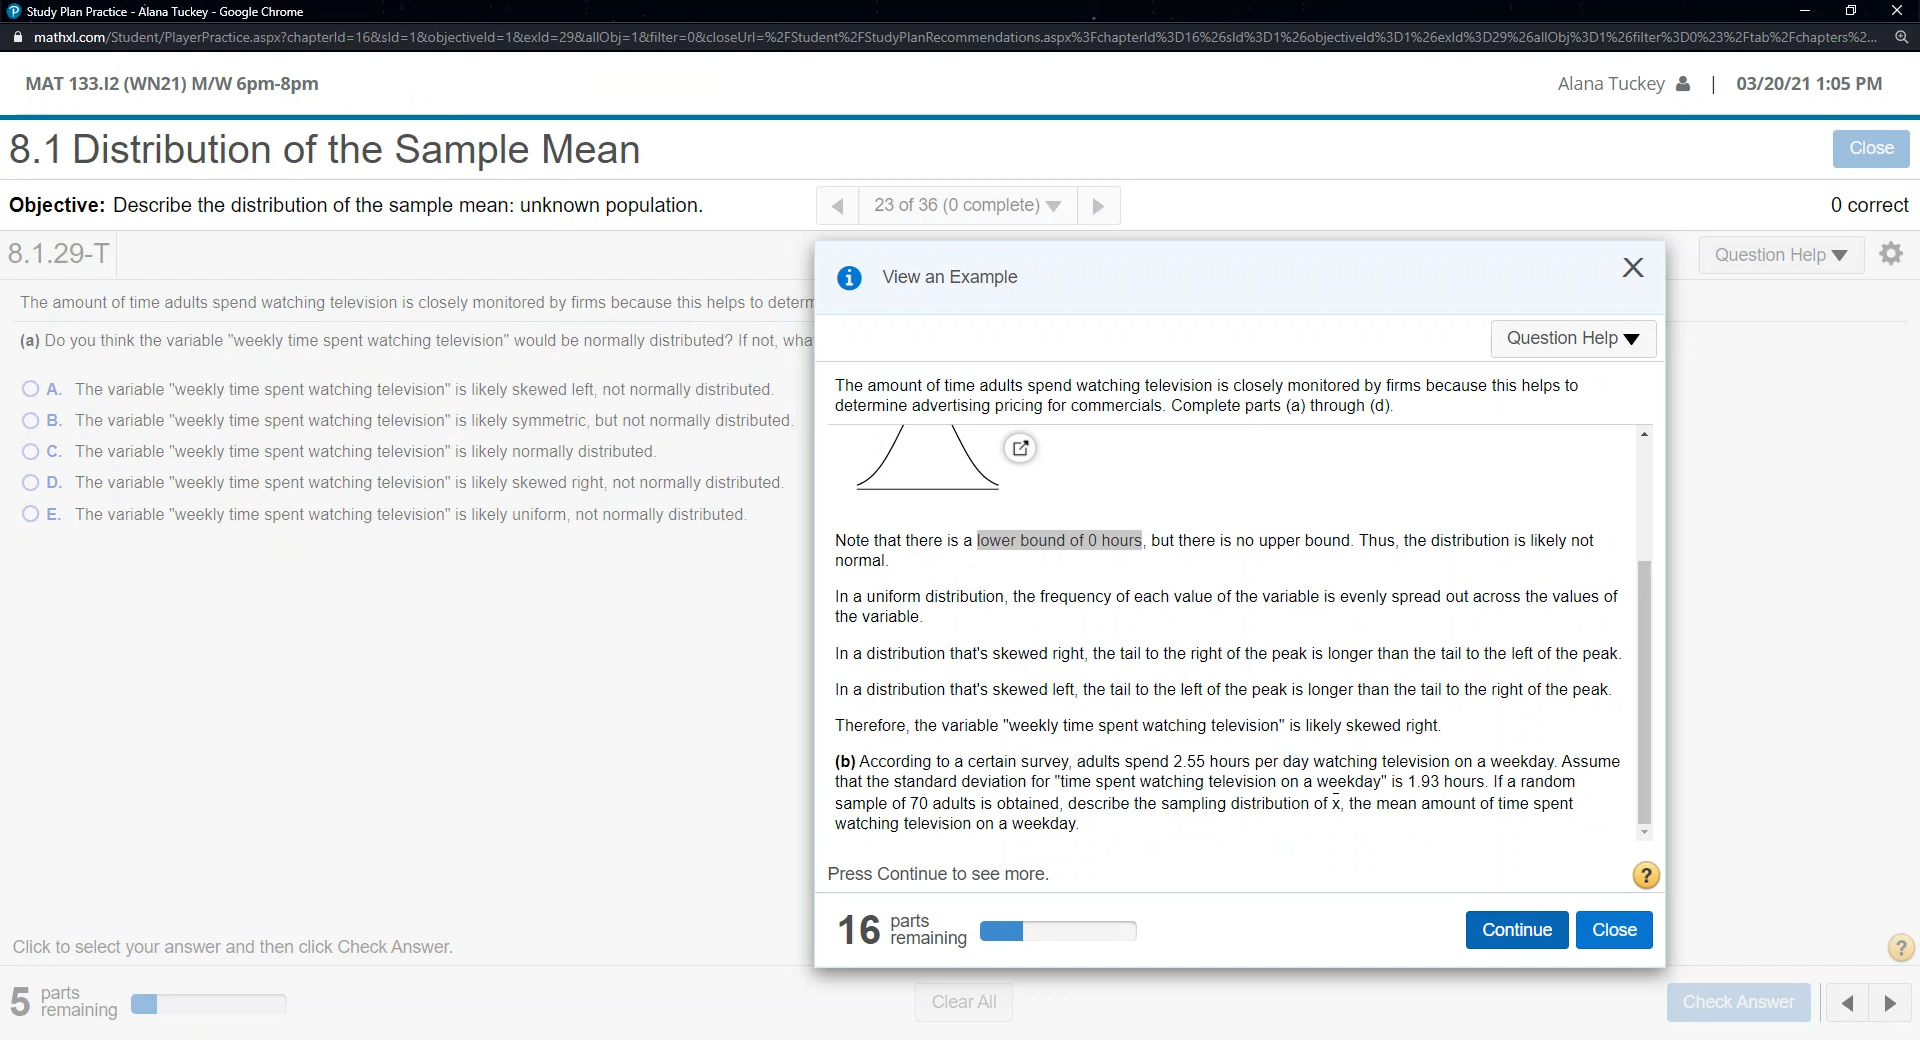 Study Plan Practice - Alana Tuckey - Google Chrome
mathxl.com/Student/PlayerPractice.aspx?chapterId=16&sId=1&objectiveId=1&exId=29&allObj=1&filter=0&closeUrl=%2FStudent%2FStudyPlanRecommendations.aspx%3FchapterId%3D16%26sId%3D1%26objectiveId%3D1%26exId%3D29%26allObj%3D1%26filter%3D0%23%2Ftab%2Fchapters%2...
MAT 133.I2 (WN21) M/W 6pm-8pm
Alana Tuckey | 03/20/21 1:05 PM
8.1 Distribution of the Sample Mean
Close
Objective: Describe the distribution of the sample mean: unknown population.
23 of 36 (0 complete)
0 correct
8.1.29-T
Question Help
The amount of time adults spend watching television is closely monitored by firms because this helps to determ
(a) Do you think the variable "weekly time spent watching television" would be normally distributed? If not, wha
A. The variable "weekly time spent watching television" is likely skewed left, not normally distributed.
B. The variable "weekly time spent watching television" is likely symmetric, but not normally distributed.
C. The variable "weekly time spent watching television" is likely normally distributed.
D. The variable "weekly time spent watching television" is likely skewed right, not normally distributed.
E. The variable "weekly time spent watching television" is likely uniform, not normally distributed.
View an Example
Question Help
The amount of time adults spend watching television is closely monitored by firms because this helps to
determine advertising pricing for commercials. Complete parts (a) through (d).
Note that there is a lower bound of 0 hours, but there is no upper bound. Thus, the distribution is likely not
normal.
In a uniform distribution, the frequency of each value of the variable is evenly spread out across the values of
the variable.
In a distribution that's skewed right, the tail to the right of the peak is longer than the tail to the left of the peak.
In a distribution that's skewed left, the tail to the left of the peak is longer than the tail to the right of the peak.
Therefore, the variable "weekly time spent watching television" is likely skewed right.
(b) According to a certain survey, adults spend 2.55 hours per day watching television on a weekday. Assume
that the standard deviation for "time spent watching television on a weekday" is 1.93 hours. If a random
sample of 70 adults is obtained, describe the sampling distribution of x̄, the mean amount of time spent
watching television on a weekday.
Press Continue to see more.
?
16 parts
remaining
Continue
Close
Click to select your answer and then click Check Answer.
?
5 parts
remaining
Clear All
Check Answer